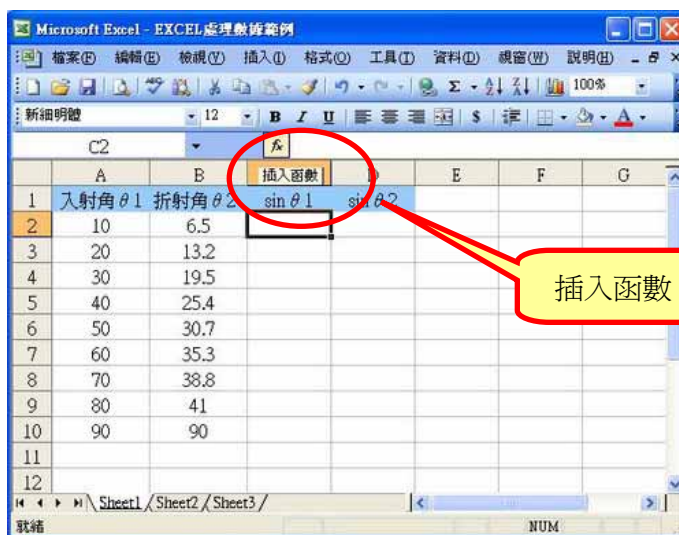 Microsoft Excel - EXCEL處理數據範例
檔案(F) 編輯(E) 檢視(V) 插入(I) 格式(O) 工具(T) 資料(D) 視窗(W) 說明(H)
Σ 100%
新細明體 12 B I U $ A
C2 fx
插入函數
A B D E F G
1 入射角θ1 折射角θ2 sinθ1 sinθ2
2 10 6.5
3 20 13.2
4 30 19.5
5 40 25.4
6 50 30.7
7 60 35.3
8 70 38.8
9 80 41
10 90 90
11
12
插入函數
Sheet1 Sheet2 Sheet3
就緒 NUM